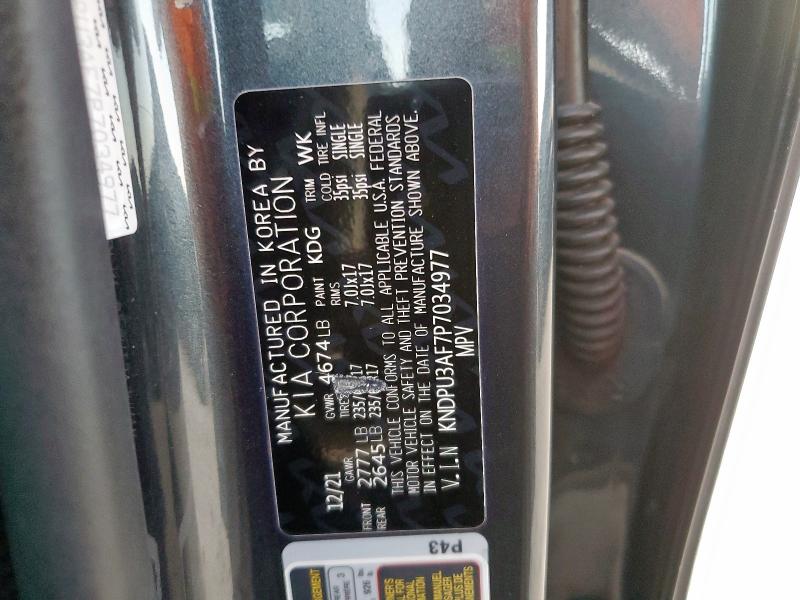 MANUFACTURED IN KOREA BY
KIA CORPORATION
12/21 GVWR 4674LB PAINT KDG TRIM WK
GAWR TIRES RIMS COLD TIRE INFL
FRONT 2777 LB 235/ 17 7.0Jx17 35psi SINGLE
REAR 2645LB 235/ R17 7.0Jx17 35psi SINGLE
THIS VEHICLE CONFORMS TO ALL APPLICABLE U.S.A. FEDERAL
MOTOR VEHICLE SAFETY AND THEFT PREVENTION STANDARDS
IN EFFECT ON THE DATE OF MANUFACTURE SHOWN ABOVE.
V.I.N KNDPU3AF7P7034977
MPV
P43